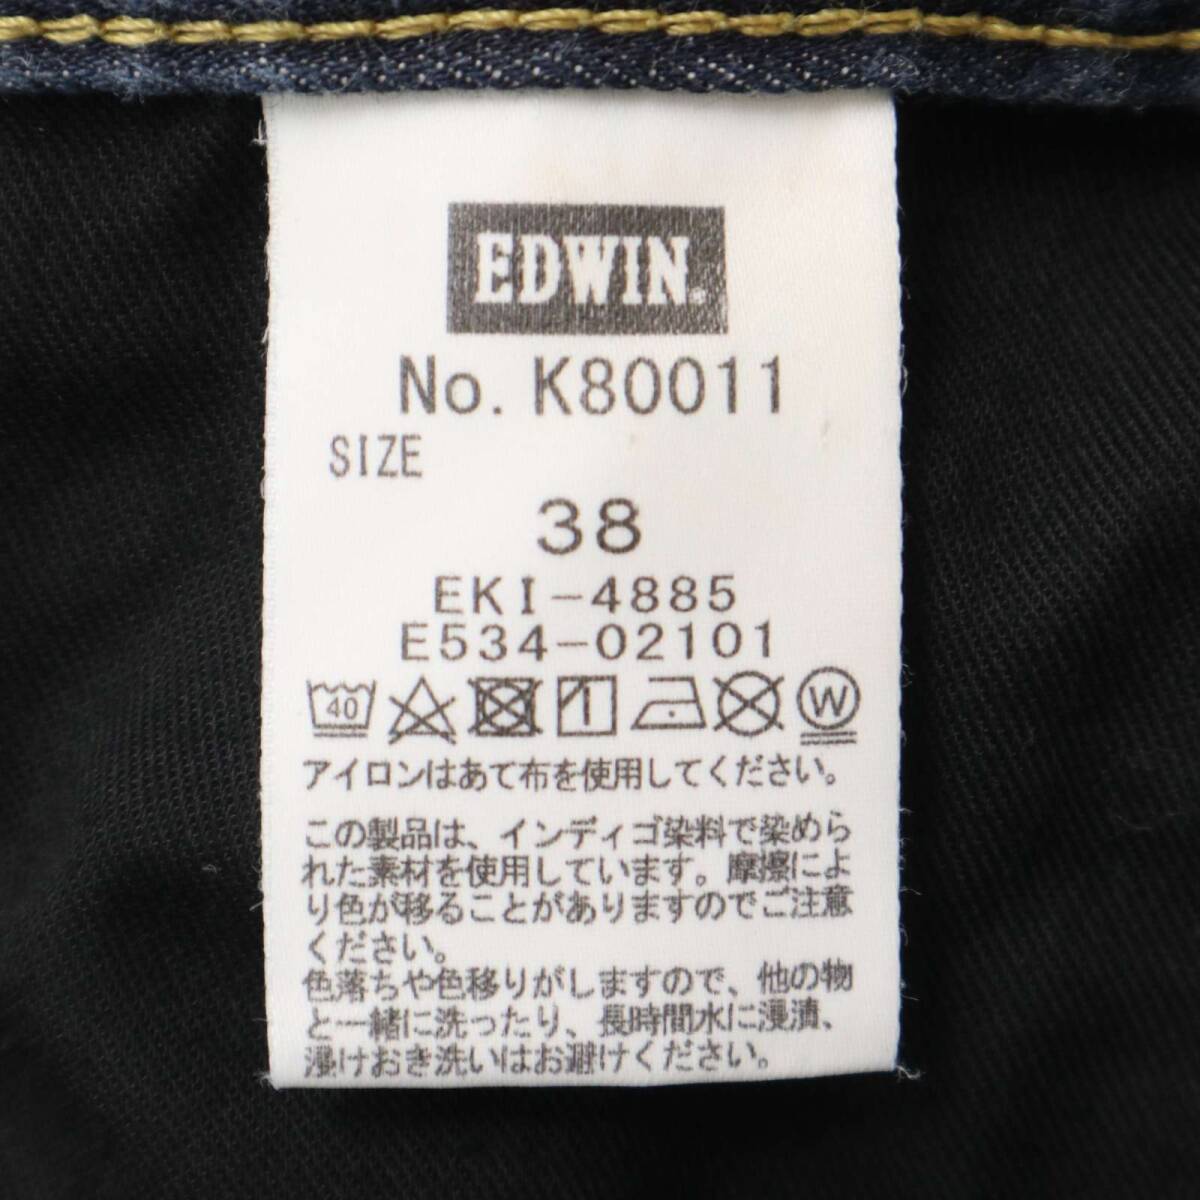 EDWIN.
No. K80011
SIZE
38
EKI-4885
E534-02101
40
W
アイロンはあて布を使用してください。
この製品は、インディゴ染料で染めら
れた素材を使用しています。摩擦によ
り色が移ることがありますのでご注意
ください。
色落ちや色移りがしますので、他の物
と一緒に洗ったり、長時間水に浸漬、
浸けおき洗いはお避けください。